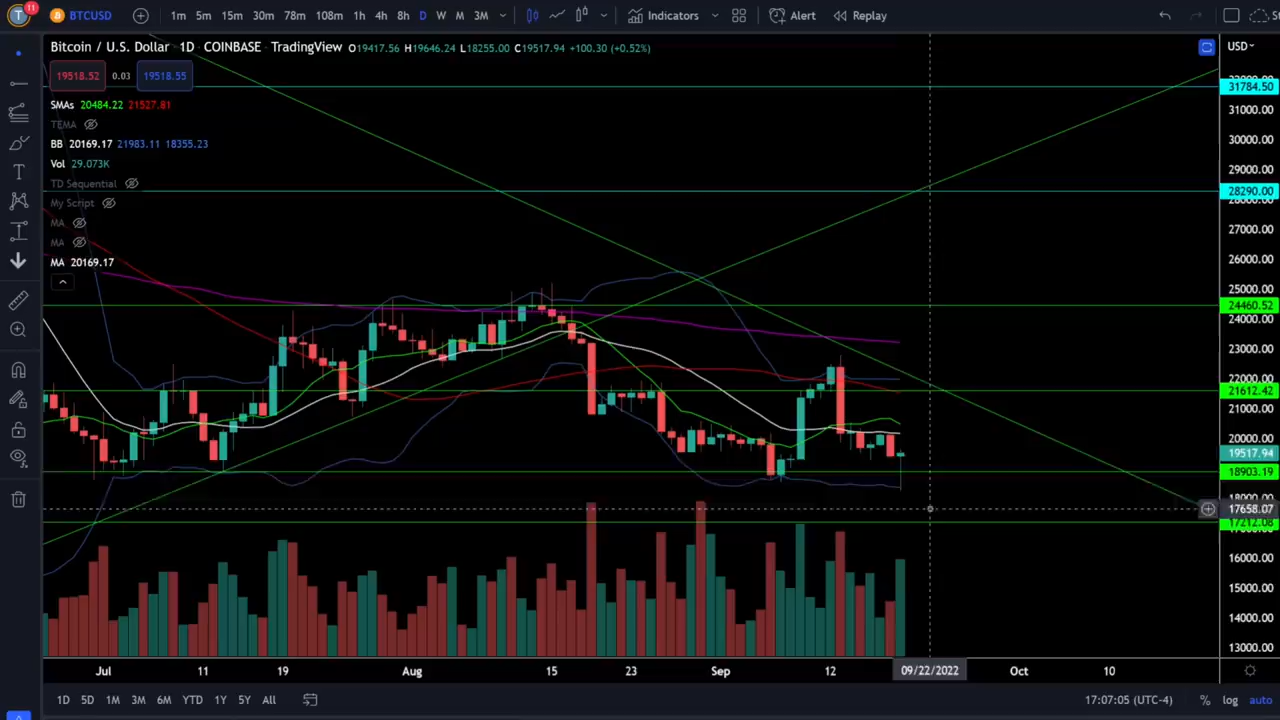 T 11 BTCUSD 1m 5m 15m 30m 78m 108m 1h 4h 8h D W M 3M Indicators Alert Replay
Bitcoin / U.S. Dollar 1D COINBASE TradingView O19417.56 H19646.24 L18255.00 C19517.94 +100.30 (+0.52%) USD
19518.52 0.03 19518.55
SMAs 20484.22 21527.81
TEMA
BB 20169.17 21983.11 18355.23
Vol 29.073K
TD Sequential
My Script
MA
MA
MA 20169.17
31784.50
31000.00
30000.00
29000.00
28290.00
28000.00
27000.00
26000.00
25000.00
24460.52
24000.00
23000.00
22000.00
21612.42
21000.00
20000.00
19517.94
18903.19
18000.00
17658.07
17212.08
16000.00
15000.00
14000.00
13000.00
Jul 11 19 Aug 15 23 Sep 12 09/22/2022 Oct 10
1D 5D 1M 3M 6M YTD 1Y 5Y All 17:07:05 (UTC-4) % log auto